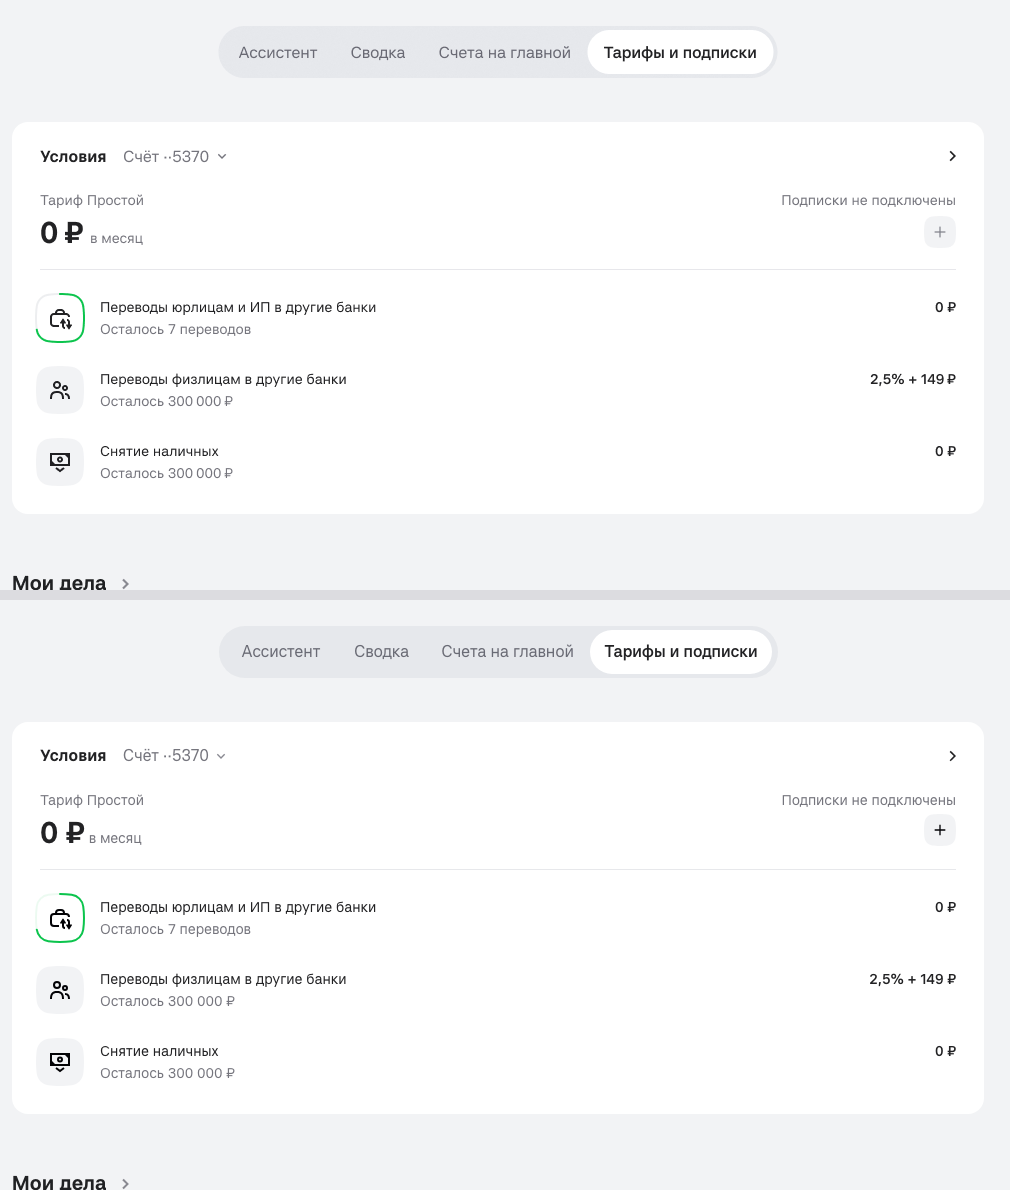 Ассистент Сводка Счета на главной Тарифы и подписки
Условия Счёт ··5370
Тариф Простой Подписки не подключены
0 ₽ в месяц
Переводы юрлицам и ИП в другие банки 0 ₽
Осталось 7 переводов
Переводы физлицам в другие банки 2,5% + 149 ₽
Осталось 300 000 ₽
Снятие наличных 0 ₽
Осталось 300 000 ₽
Мои дела
Ассистент Сводка Счета на главной Тарифы и подписки
Условия Счёт ··5370
Тариф Простой Подписки не подключены
0 ₽ в месяц
Переводы юрлицам и ИП в другие банки 0 ₽
Осталось 7 переводов
Переводы физлицам в другие банки 2,5% + 149 ₽
Осталось 300 000 ₽
Снятие наличных 0 ₽
Осталось 300 000 ₽
Мои дела